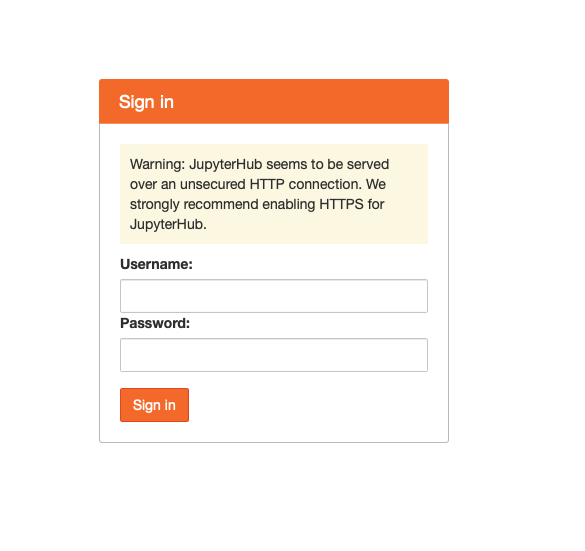 Sign in
Warning: JupyterHub seems to be served
over an unsecured HTTP connection. We
strongly recommend enabling HTTPS for
JupyterHub.
Username:
Password:
Sign in